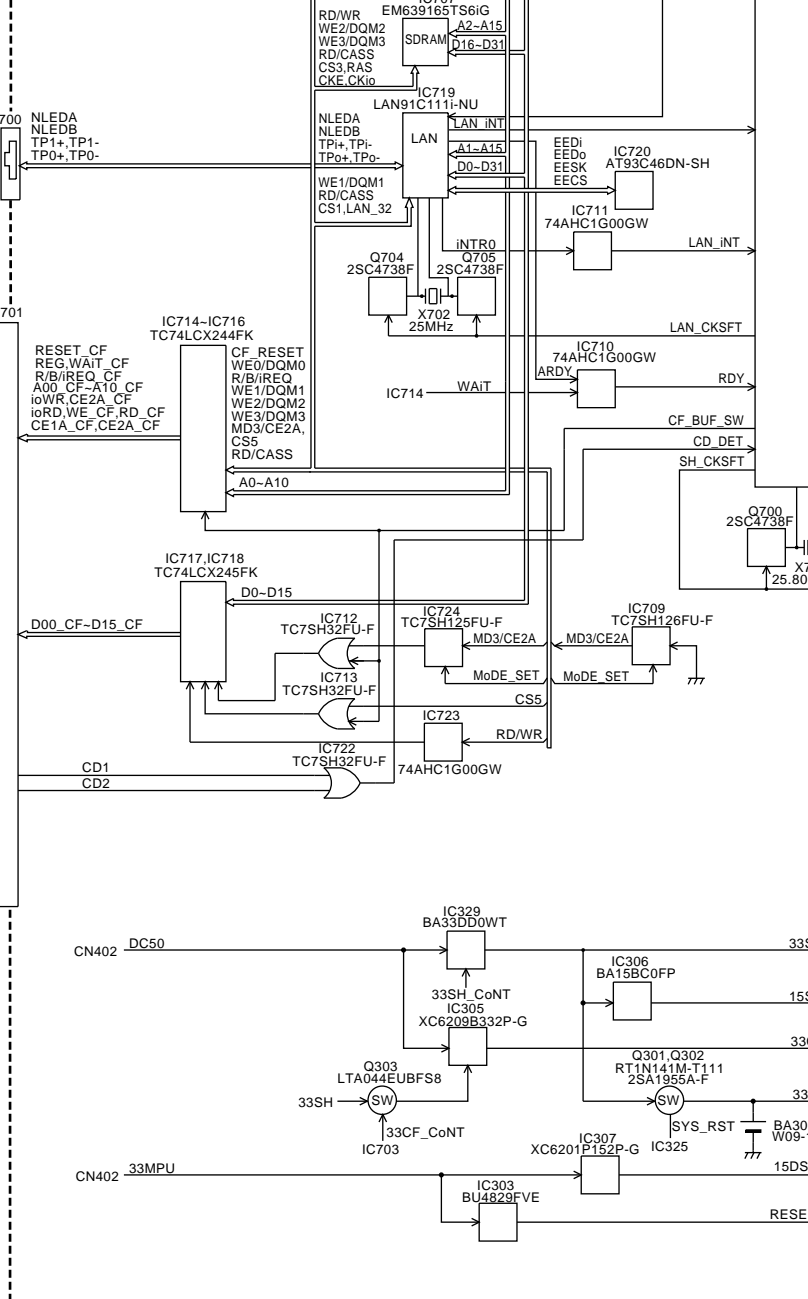 EM639165TS6iG
SDRAM
RD/WR
WE2/DQM2
WE3/DQM3
RD/CASS
CS3,RAS
CKE,CKio
A2~A15
D16~D31
IC719
LAN91C111i-NU
LAN
700
NLEDA
NLEDB
TP1+,TP1-
TP0+,TP0-
NLEDA
NLEDB
TPi+,TPi-
TPo+,TPo-
WE1/DQM1
RD/CASS
CS1,LAN_32
LAN_iNT
A1~A15
D0~D31
EEDi
EEDo
EESK
EECS
IC720
AT93C46DN-SH
IC711
74AHC1G00GW
iNTR0
LAN_iNT
Q704
2SC4738F
Q705
2SC4738F
X702
25MHz
LAN_CKSFT
701
IC714~IC716
TC74LCX244FK
RESET_CF
REG,WAiT_CF
R/B/iREQ_CF
A00_CF~A10_CF
ioWR,CE2A_CF
ioRD,WE_CF,RD_CF
CE1A_CF,CE2A_CF
CF_RESET
WE0/DQM0
R/B/iREQ
WE1/DQM1
WE2/DQM2
WE3/DQM3
MD3/CE2A,
CS5
RD/CASS
A0~A10
IC710
74AHC1G00GW
ARDY
IC714
WAiT
RDY
CF_BUF_SW
CD_DET
SH_CKSFT
Q700
2SC4738F
25.80
IC717,IC718
TC74LCX245FK
D0~D15
D00_CF~D15_CF
IC712
TC7SH32FU-F
IC724
TC7SH125FU-F
IC709
TC7SH126FU-F
MD3/CE2A
MD3/CE2A
MoDE_SET
MoDE_SET
IC713
TC7SH32FU-F
CS5
IC723
74AHC1G00GW
RD/WR
IC722
TC7SH32FU-F
CD1
CD2
CN402
DC50
IC329
BA33DD0WT
33SH_CoNT
IC305
XC6209B332P-G
IC306
BA15BC0FP
Q303
LTA044EUBFS8
33SH
SW
33CF_CoNT
IC703
Q301,Q302
RT1N141M-T111
2SA1955A-F
SW
SYS_RST
IC325
33
BA30
CN402
33MPU
IC307
XC6201P152P-G
15DS
IC303
BU4829FVE
RESE